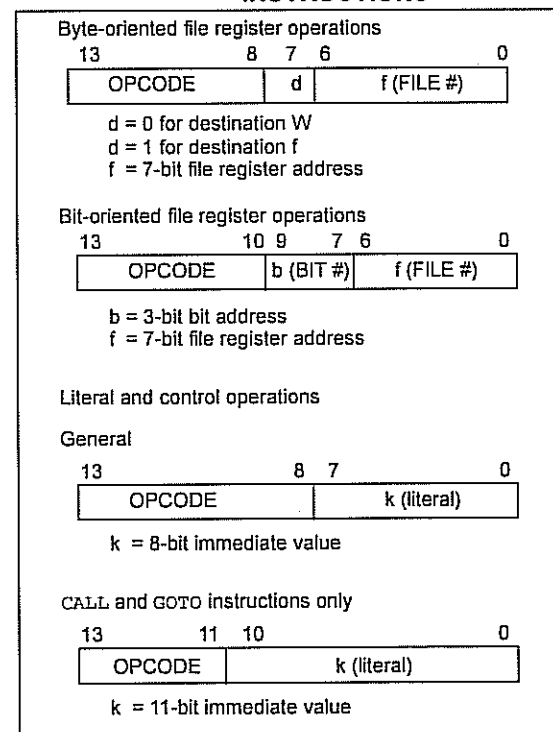 Byte-oriented file register operations
13 8 7 6 0
OPCODE d f (FILE #)
d = 0 for destination W
d = 1 for destination f
f = 7-bit file register address
Bit-oriented file register operations
13 10 9 7 6 0
OPCODE b (BIT #) f (FILE #)
b = 3-bit bit address
f = 7-bit file register address
Literal and control operations
General
13 8 7 0
OPCODE k (literal)
k = 8-bit immediate value
CALL and GOTO instructions only
13 11 10 0
OPCODE k (literal)
k = 11-bit immediate value